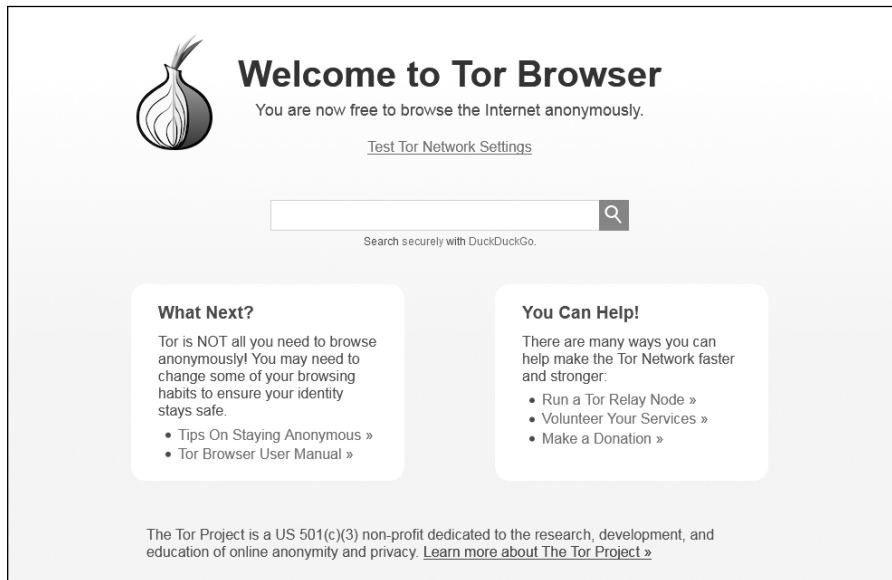 Welcome to Tor Browser
You are now free to browse the Internet anonymously.
Test Tor Network Settings
Search securely with DuckDuckGo.
What Next?
Tor is NOT all you need to browse
anonymously! You may need to
change some of your browsing
habits to ensure your identity
stays safe.
• Tips On Staying Anonymous »
• Tor Browser User Manual »
You Can Help!
There are many ways you can
help make the Tor Network faster
and stronger:
• Run a Tor Relay Node »
• Volunteer Your Services »
• Make a Donation »
The Tor Project is a US 501(c)(3) non-profit dedicated to the research, development, and
education of online anonymity and privacy. Learn more about The Tor Project »